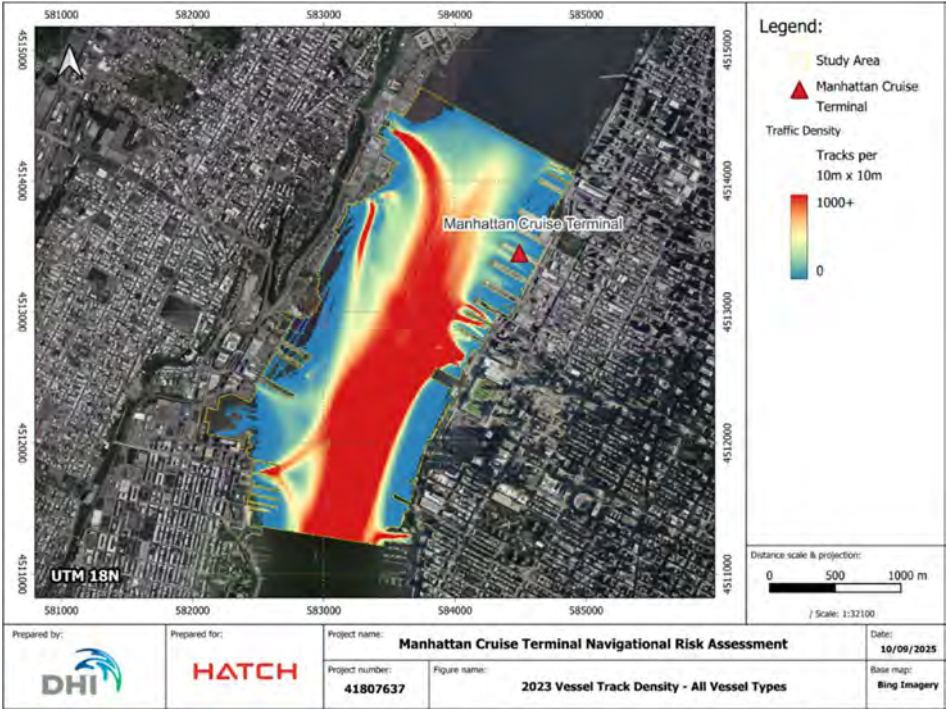 581000 582000 583000 584000 585000
4515000 4515000
4514000 4514000
4513000 4513000
4512000 4512000
4511000 4511000
Manhattan Cruise Terminal
UTM 18N
581000 582000 583000 584000 585000
Legend:
Study Area
Manhattan Cruise
Terminal
Traffic Density
Tracks per
10m x 10m
1000+
0
Distance scale & projection:
0 500 1000 m
/ Scale: 1:32100
Prepared by:
DHI
Prepared for:
HATCH
Project name:
Manhattan Cruise Terminal Navigational Risk Assessment
Project number:
41807637
Figure name:
2023 Vessel Track Density - All Vessel Types
Date:
10/09/2025
Base map:
Bing Imagery